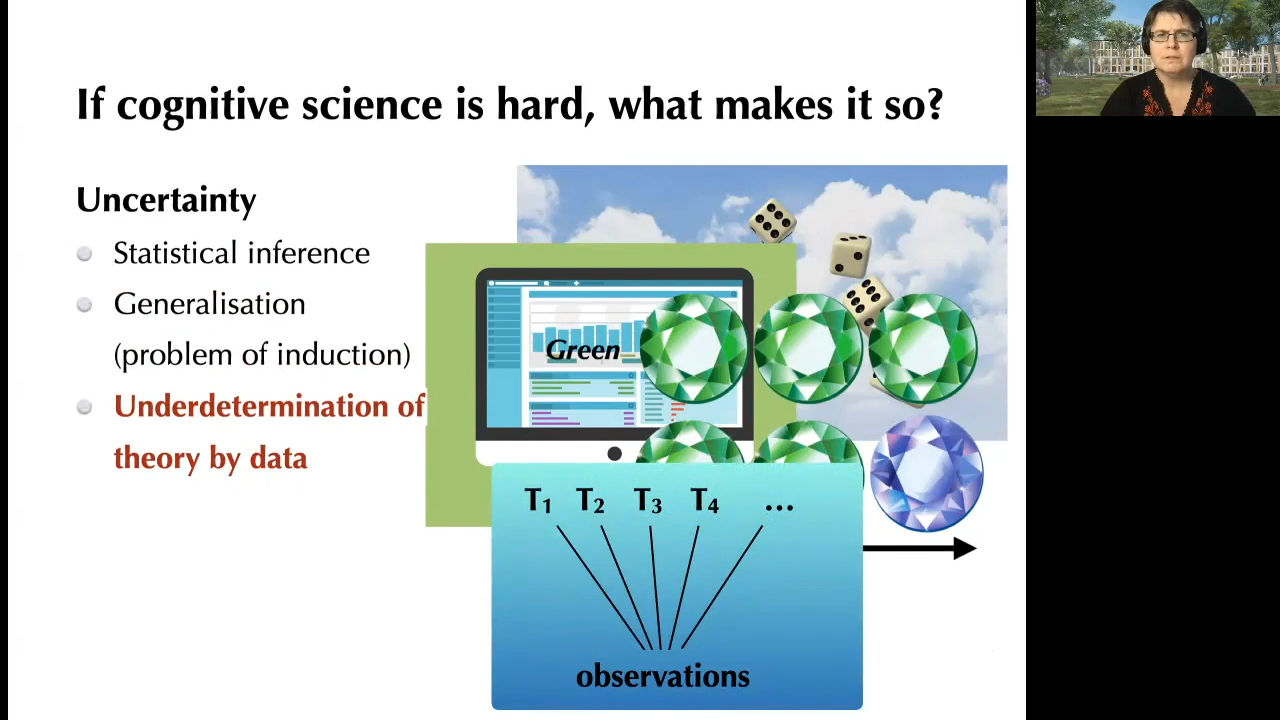 If cognitive science is hard, what makes it so?
Uncertainty
Statistical inference
Generalisation
(problem of induction)
Underdetermination of
theory by data
Green
T₁ T₂ T₃ T₄ ...
observations